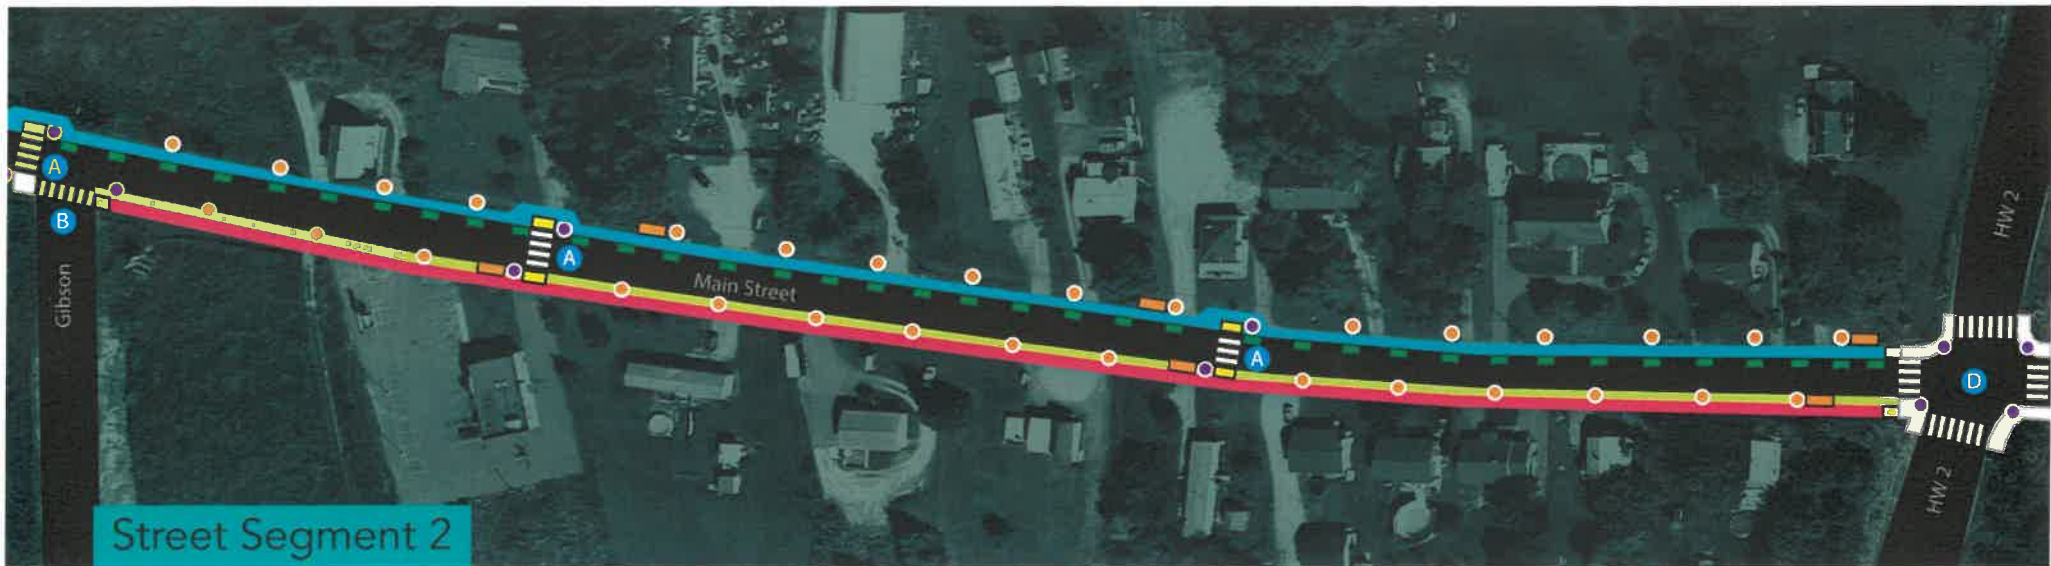 A
B
Gibson
A
Main Street
A
HW 2
D
HW 2
Street Segment 2